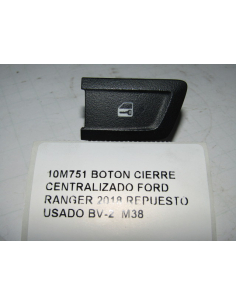 10M751 BOTON CIERRE
CENTRALIZADO FORD
RANGER 2018 REPUESTO
USADO BV-2 M38